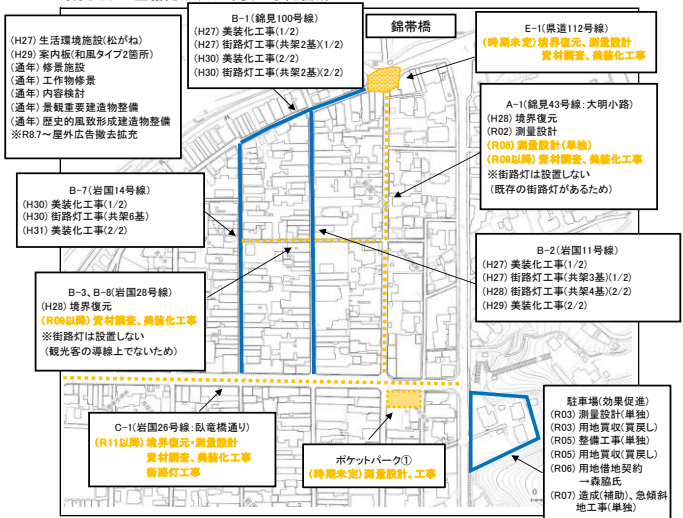 錦帯橋
(H27) 生活環境施設(松がね)
(H29) 案内板(和風タイプ2箇所)
(通年) 修景施設
(通年) 工作物修景
(通年) 内容検討
(通年) 景観重要建造物整備
(通年) 歴史的風致形成建造物整備
※R8.7～屋外広告撤去拡充
B-1(錦見100号線)
(H27) 美装化工事(1/2)
(H27) 街路灯工事(共架2基)(1/2)
(H30) 美装化工事(2/2)
(H30) 街路灯工事(共架2基)(2/2)
E-1(県道112号線)
(時期未定) 境界復元、測量設計
資材調査、美装化工事
A-1(錦見43号線:大明小路)
(H28) 境界復元
(R02) 測量設計
(R08) 測量設計(単独)
(R09以降) 資材調査、美装化工事
※街路灯は設置しない
(既存の街路灯があるため)
B-7(岩国14号線)
(H30) 美装化工事(1/2)
(H30) 街路灯工事(共架6基)
(H31) 美装化工事(2/2)
B-2(岩国11号線)
(H27) 美装化工事(1/2)
(H27) 街路灯工事(共架3基)(1/2)
(H28) 街路灯工事(共架4基)(2/2)
(H29) 美装化工事(2/2)
B-3、B-8(岩国28号線)
(H28) 境界復元
(R09以降) 資材調査、美装化工事
※街路灯は設置しない
(観光客の導線上でないため)
C-1(岩国26号線:臥竜橋通り)
(R11以降) 境界復元・測量設計
資材調査、美装化工事
街路灯工事
ポケットパーク①
(時期未定) 測量設計、工事
駐車場(効果促進)
(R03) 測量設計(単独)
(R03) 用地買収(買戻し)
(R05) 整備工事(単独)
(R05) 用地買収(買戻し)
(R06) 用地借地契約
→森脇氏
(R07) 造成(補助)、急傾斜
地工事(単独)